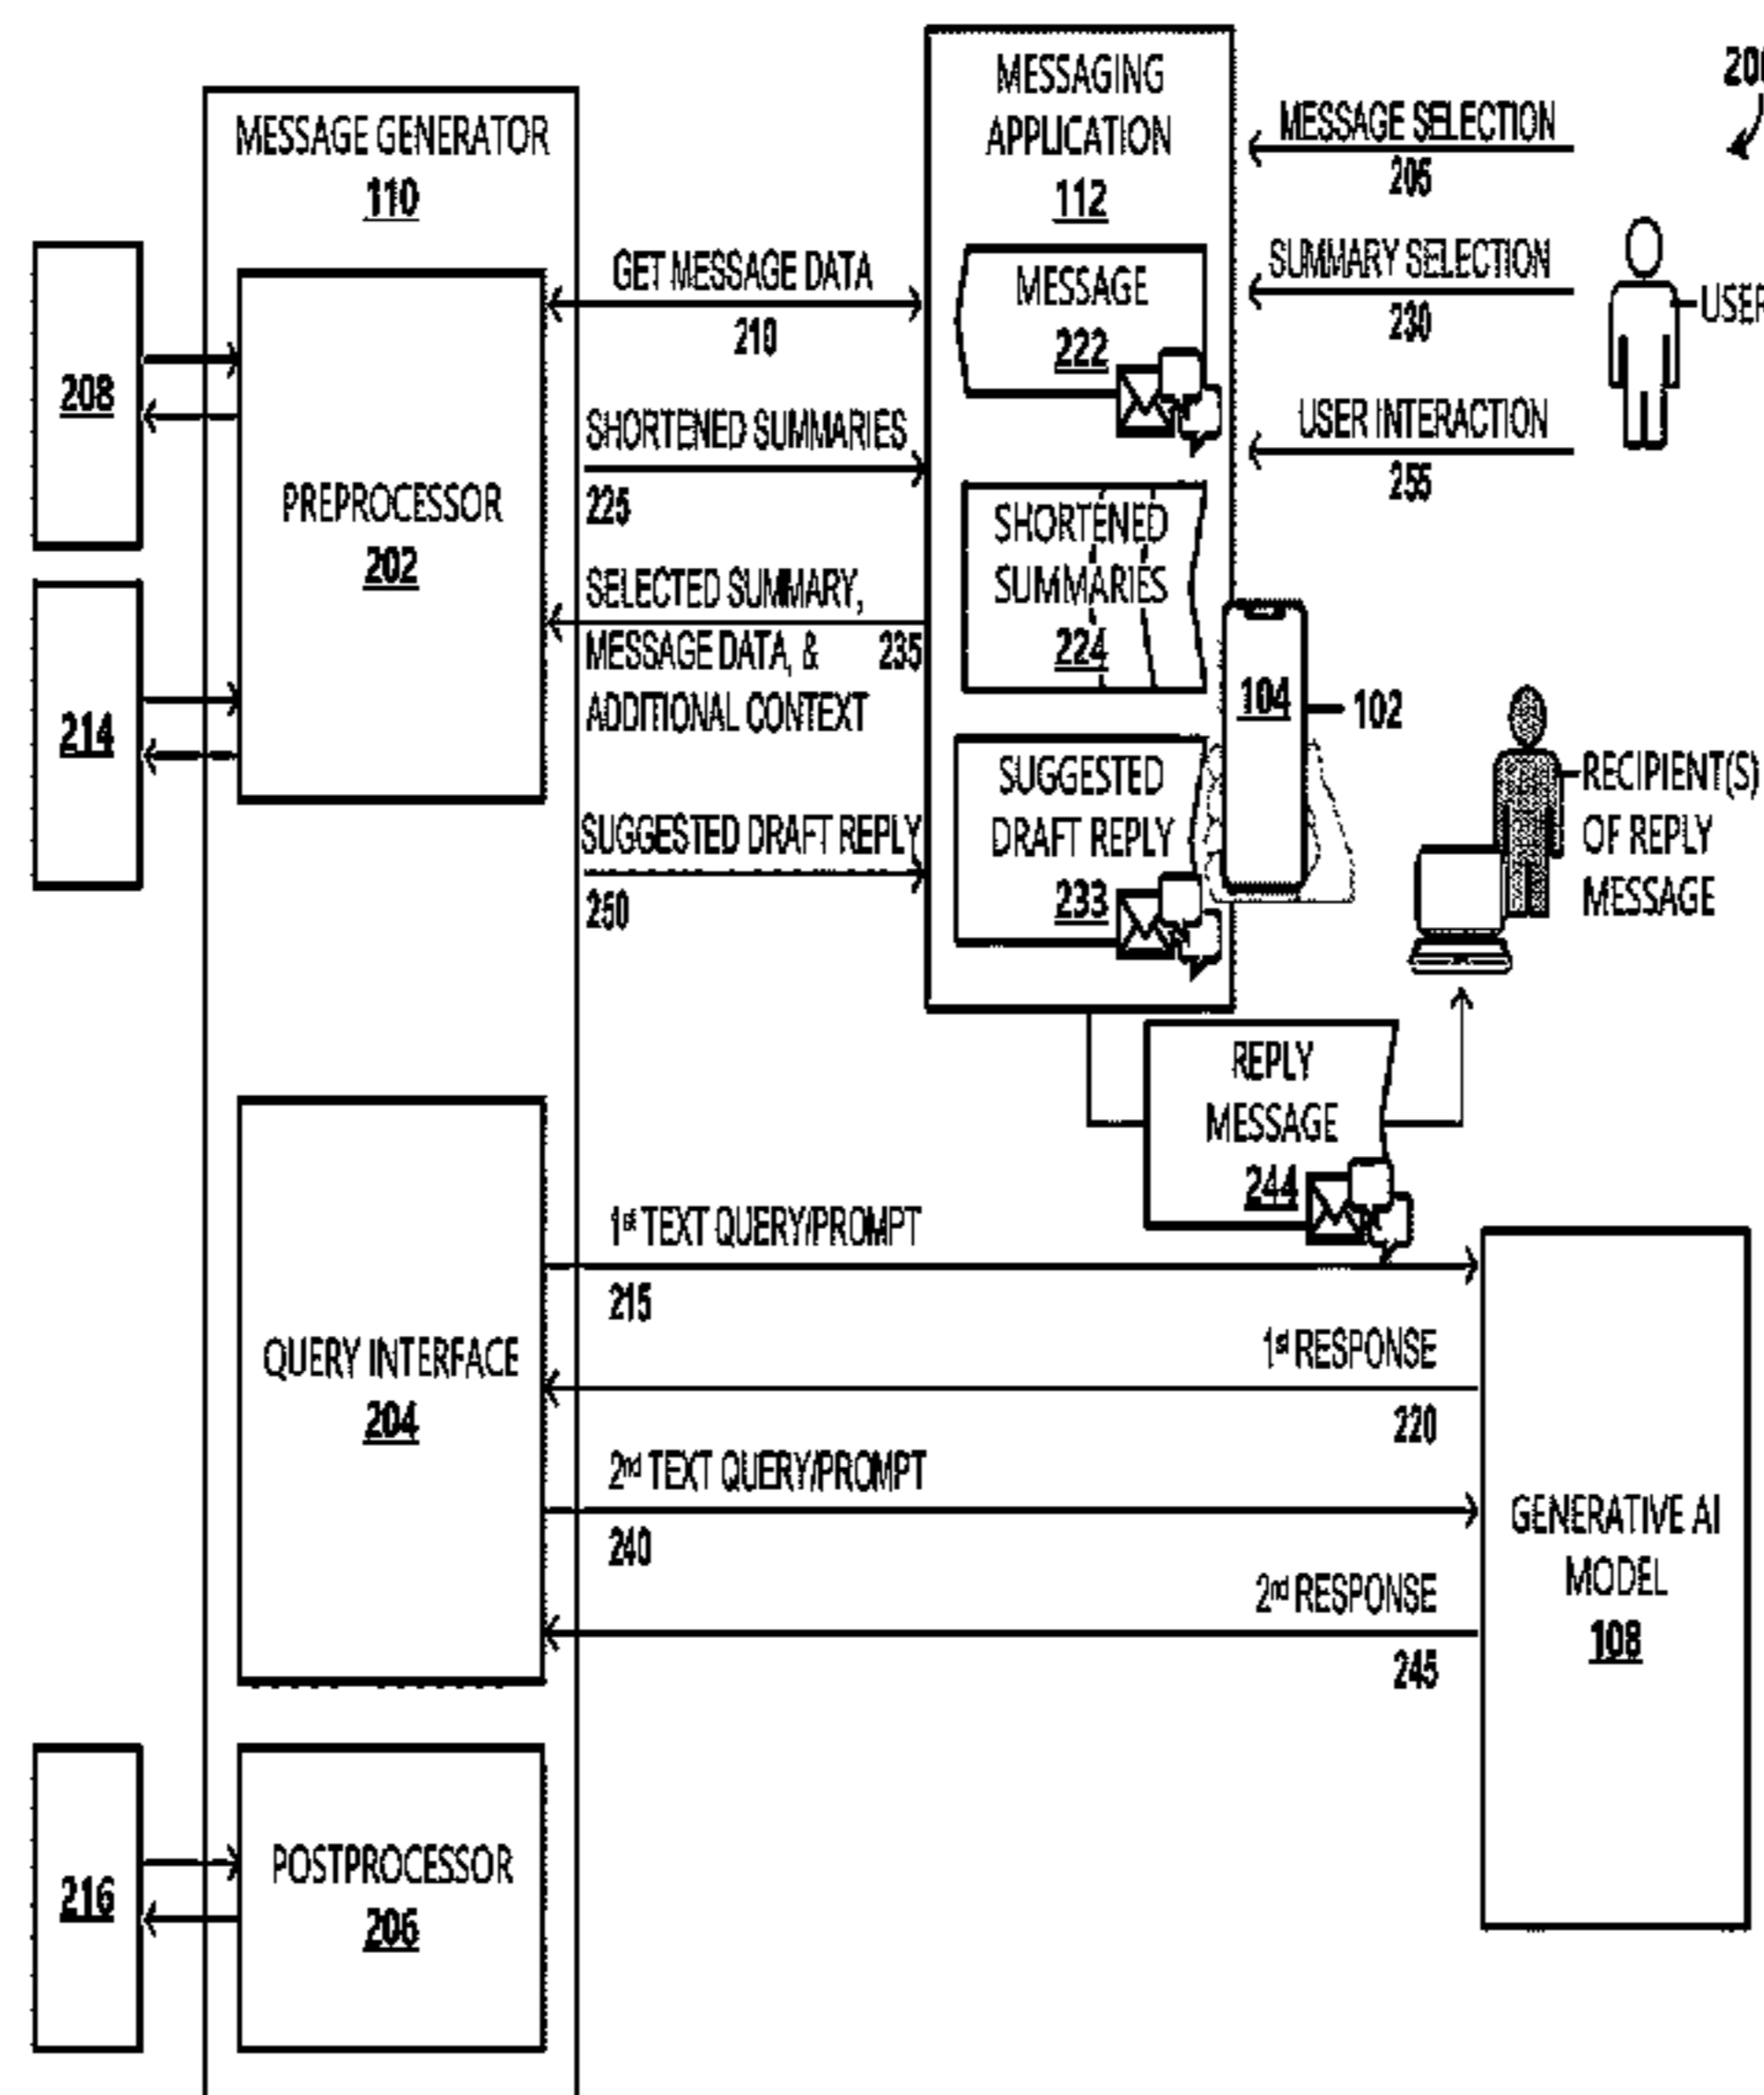 200
MESSAGE GENERATOR
110
208
214
PREPROCESSOR
202
GET MESSAGE DATA
210
SHORTENED SUMMARIES
225
SELECTED SUMMARY,
MESSAGE DATA, & 235
ADDITIONAL CONTEXT
SUGGESTED DRAFT REPLY
250
MESSAGING
APPLICATION
112
MESSAGE
222
SHORTENED
SUMMARIES
224
SUGGESTED
DRAFT REPLY
233
MESSAGE SELECTION
205
SUMMARY SELECTION
230
USER INTERACTION
255
USER
104
102
RECIPIENT(S)
OF REPLY
MESSAGE
REPLY
MESSAGE
244
QUERY INTERFACE
204
1st TEXT QUERY/PROMPT
215
1st RESPONSE
220
2nd TEXT QUERY/PROMPT
240
2nd RESPONSE
245
GENERATIVE AI
MODEL
108
216
POSTPROCESSOR
206